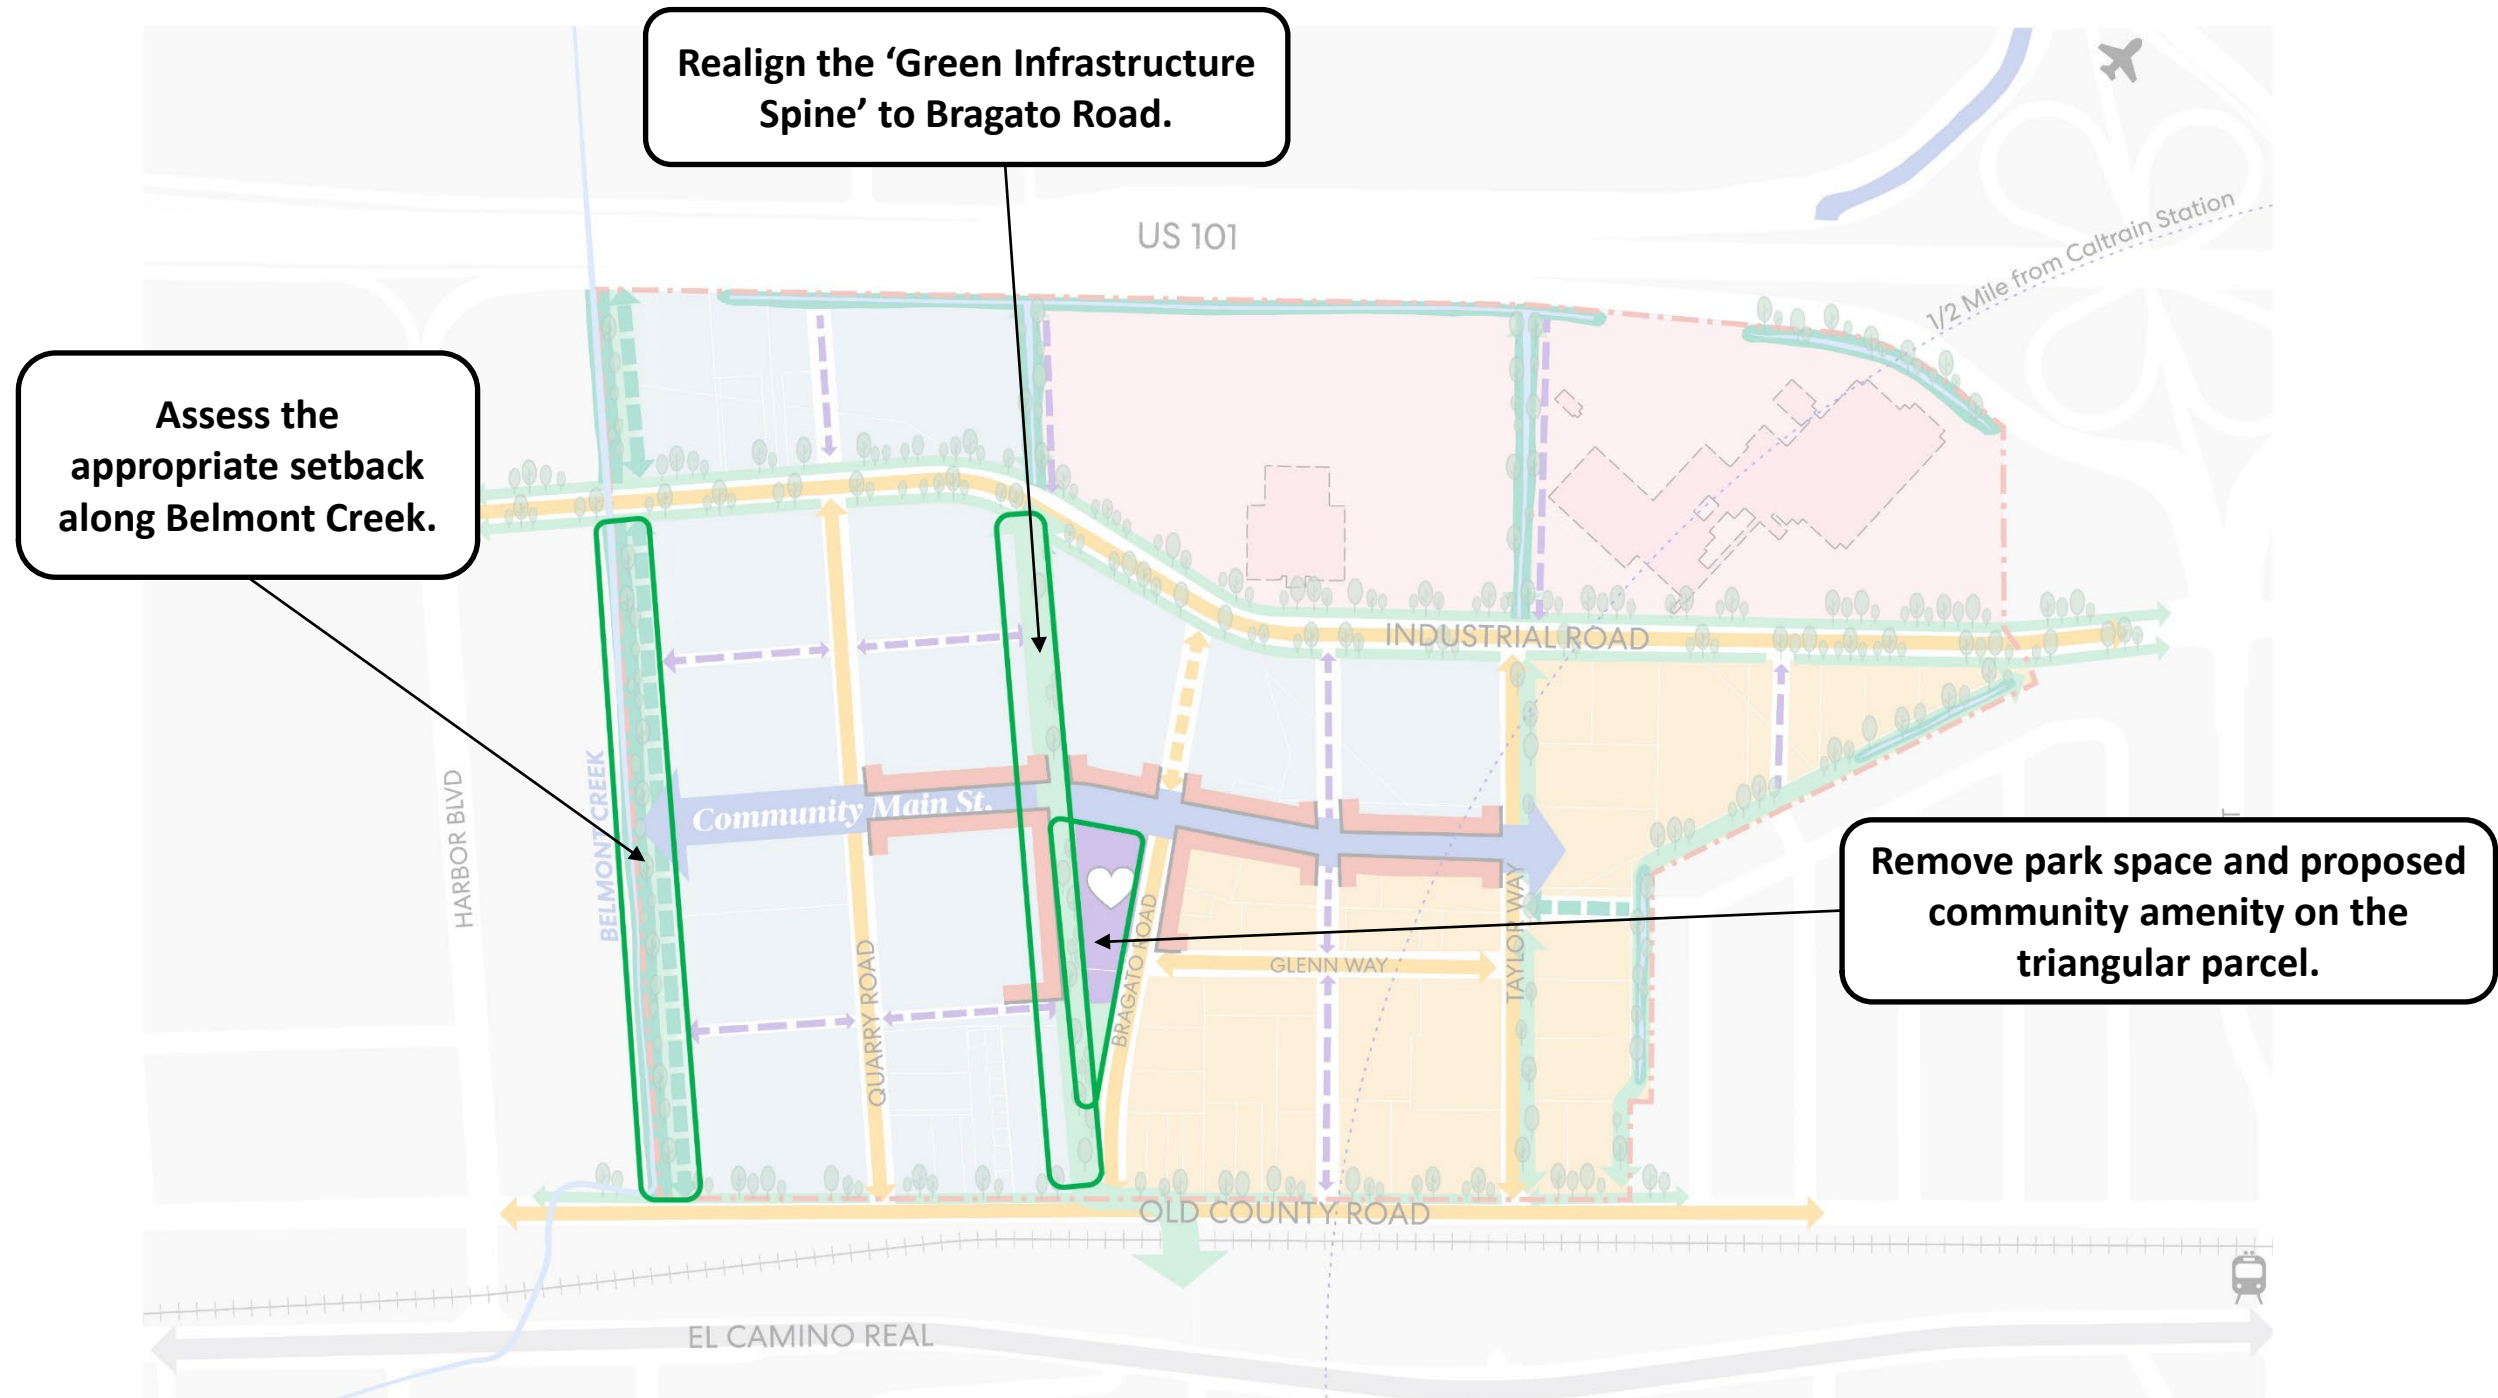 Realign the ‘Green Infrastructure
Spine’ to Bragato Road.
US 101
1/2 Mile from Caltrain Station
Assess the
appropriate setback
along Belmont Creek.
INDUSTRIAL ROAD
HARBOR BLVD
BELMONT CREEK
Community Main St.
Remove park space and proposed
community amenity on the
triangular parcel.
QUARRY ROAD
BRAGATO ROAD
GLENN WAY
TAYLOR WAY
OLD COUNTY ROAD
EL CAMINO REAL